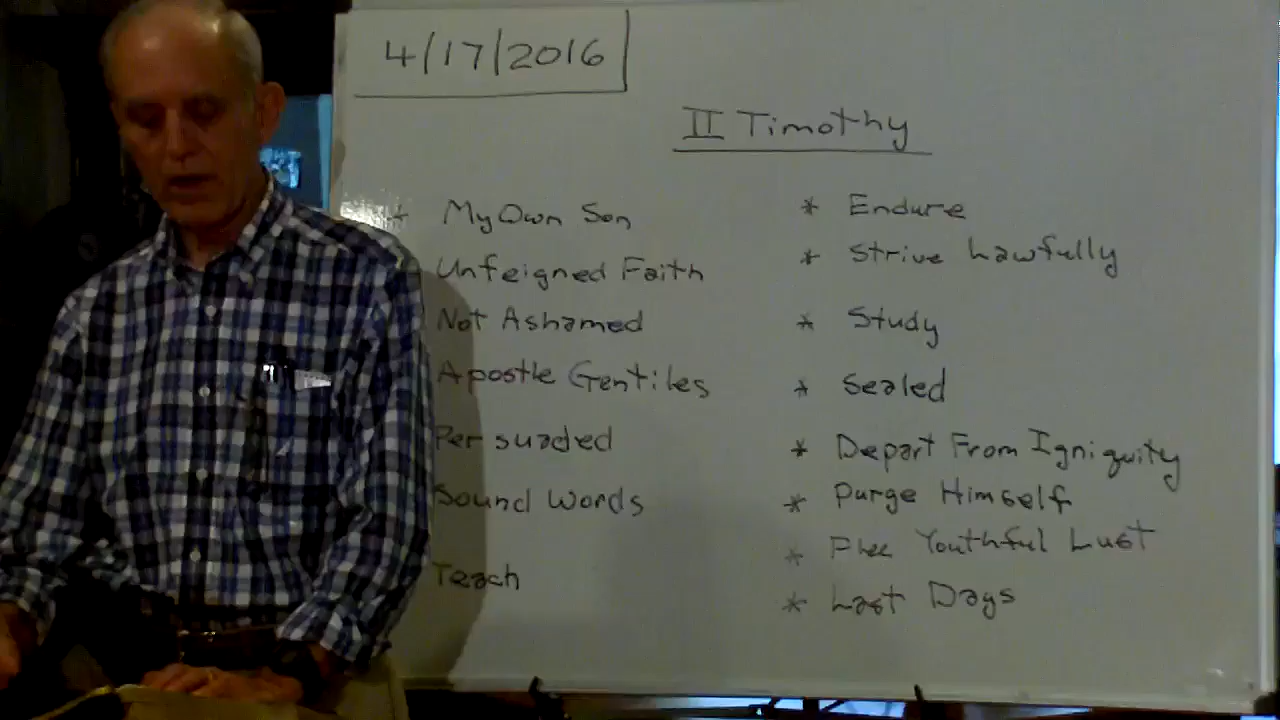 4/17/2016
II Timothy
* My Own Son
Unfeigned Faith
Not Ashamed
Apostle Gentiles
Persuaded
Sound Words
Teach
* Endure
* Strive Lawfully
* Study
* Sealed
* Depart From Igniquity
* Purge Himself
* Flee Youthful Lust
* Last Days